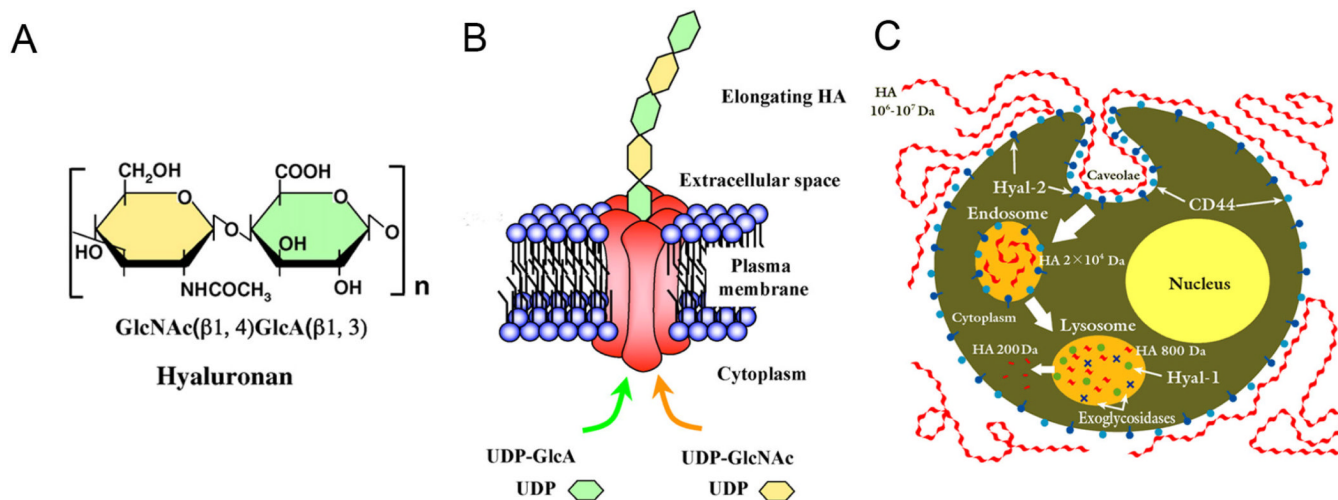 A
CH₂OH
COOH
O
O
O
O
HO
OH
NHCOCH₃
OH
n
GlcNAc(β1, 4)GlcA(β1, 3)
Hyaluronan
B
Elongating HA
Extracellular space
Plasma
membrane
Cytoplasm
UDP-GlcA
UDP-GlcNAc
UDP
UDP
C
HA
10⁶-10⁷ Da
Caveolae
Hyal-2
CD44
Endosome
HA 2×10⁴ Da
Nucleus
Cytoplasm
Lysosome
HA 200 Da
HA 800 Da
Hyal-1
Exoglycosidases